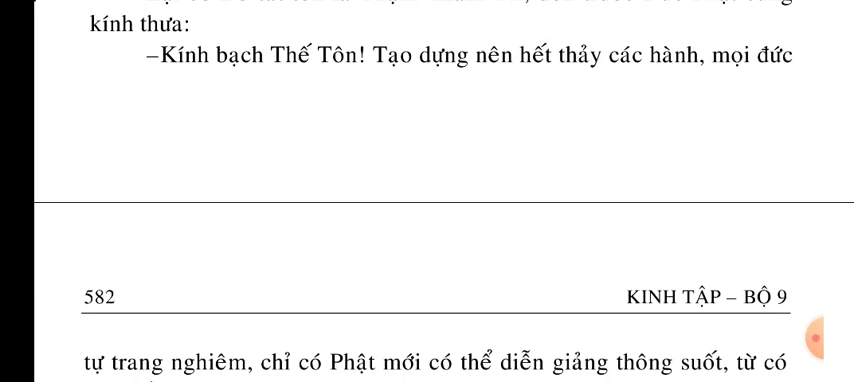 kính thưa:
–Kính bạch Thế Tôn! Tạo dựng nên hết thảy các hành, mọi đức
582 KINH TẬP – BỘ 9
tự trang nghiêm, chỉ có Phật mới có thể diễn giảng thông suốt, từ có